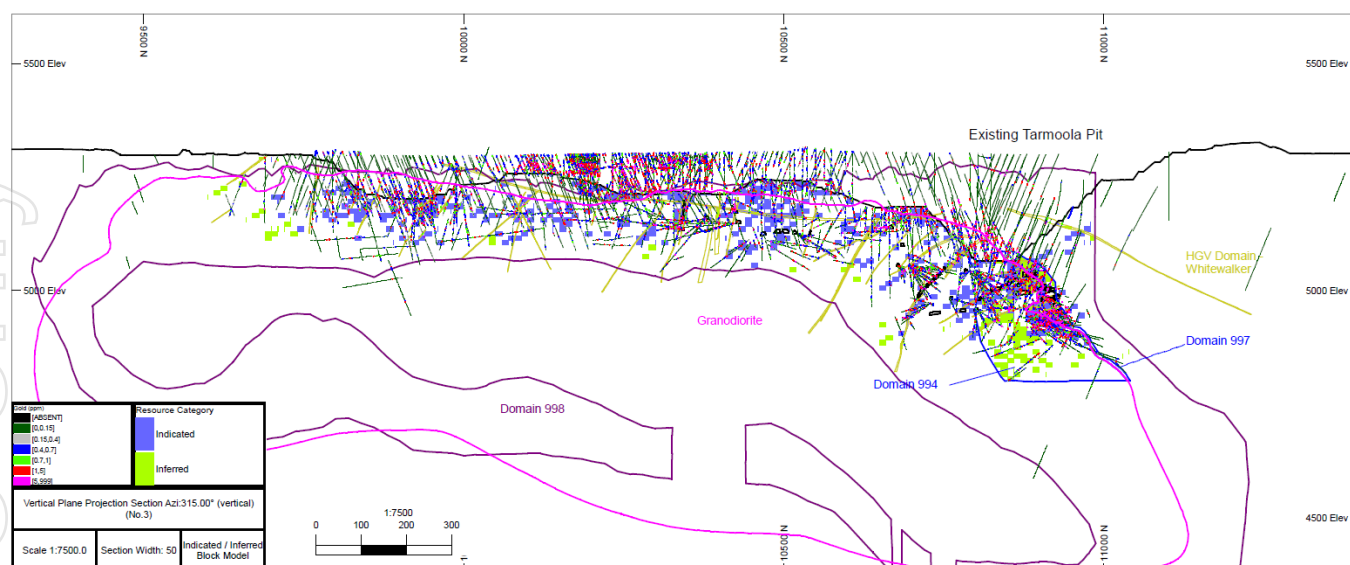 9500 N
10000 N
10500 N
11000 N
5500 Elev
5500 Elev
Existing Tarmoola Pit
HGV Domain -
Whitewalker
5000 Elev
5000 Elev
Granodiorite
Domain 997
Domain 994
Domain 998
Gold (ppm)
[ABSENT]
[0,0.15]
[0.15,0.4]
[0.4,0.7]
[0.7,1]
[1,5]
[5,999]
Resource Category
Indicated
Inferred
Vertical Plane Projection Section Azi:315.00° (vertical)
(No.3)
Scale 1:7500.0
Section Width: 50
Indicated / Inferred
Block Model
1:7500
0 100 200 300
10500 N
11000 N
4500 Elev